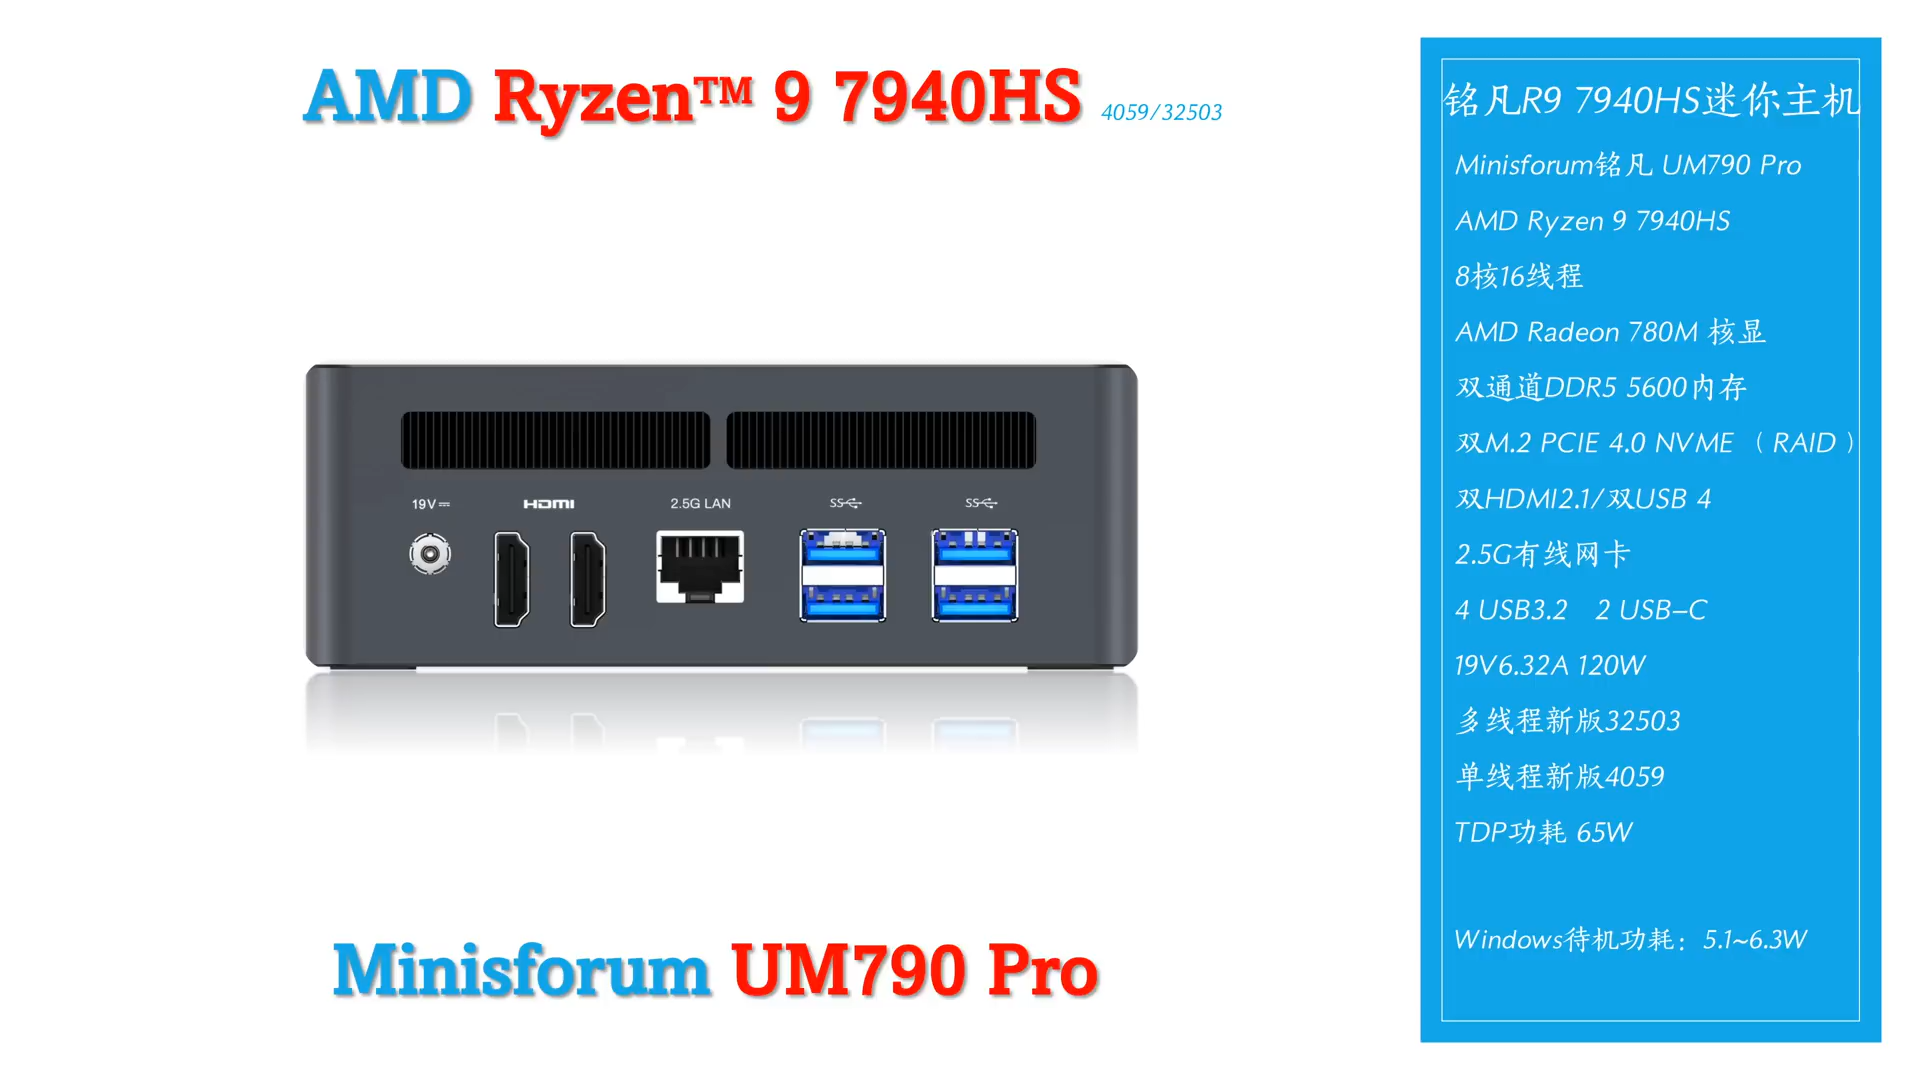 AMD Ryzen™ 9 7940HS 4059/32503
19V⎓
HDMI
2.5G LAN
SS
SS
Minisforum UM790 Pro
铭凡R9 7940HS迷你主机
Minisforum铭凡 UM790 Pro
AMD Ryzen 9 7940HS
8核16线程
AMD Radeon 780M 核显
双通道DDR5 5600内存
双M.2 PCIE 4.0 NVME （RAID）
双HDMI2.1/双USB 4
2.5G有线网卡
4 USB3.2 2 USB-C
19V6.32A 120W
多线程新版32503
单线程新版4059
TDP功耗 65W
Windows待机功耗：5.1~6.3W